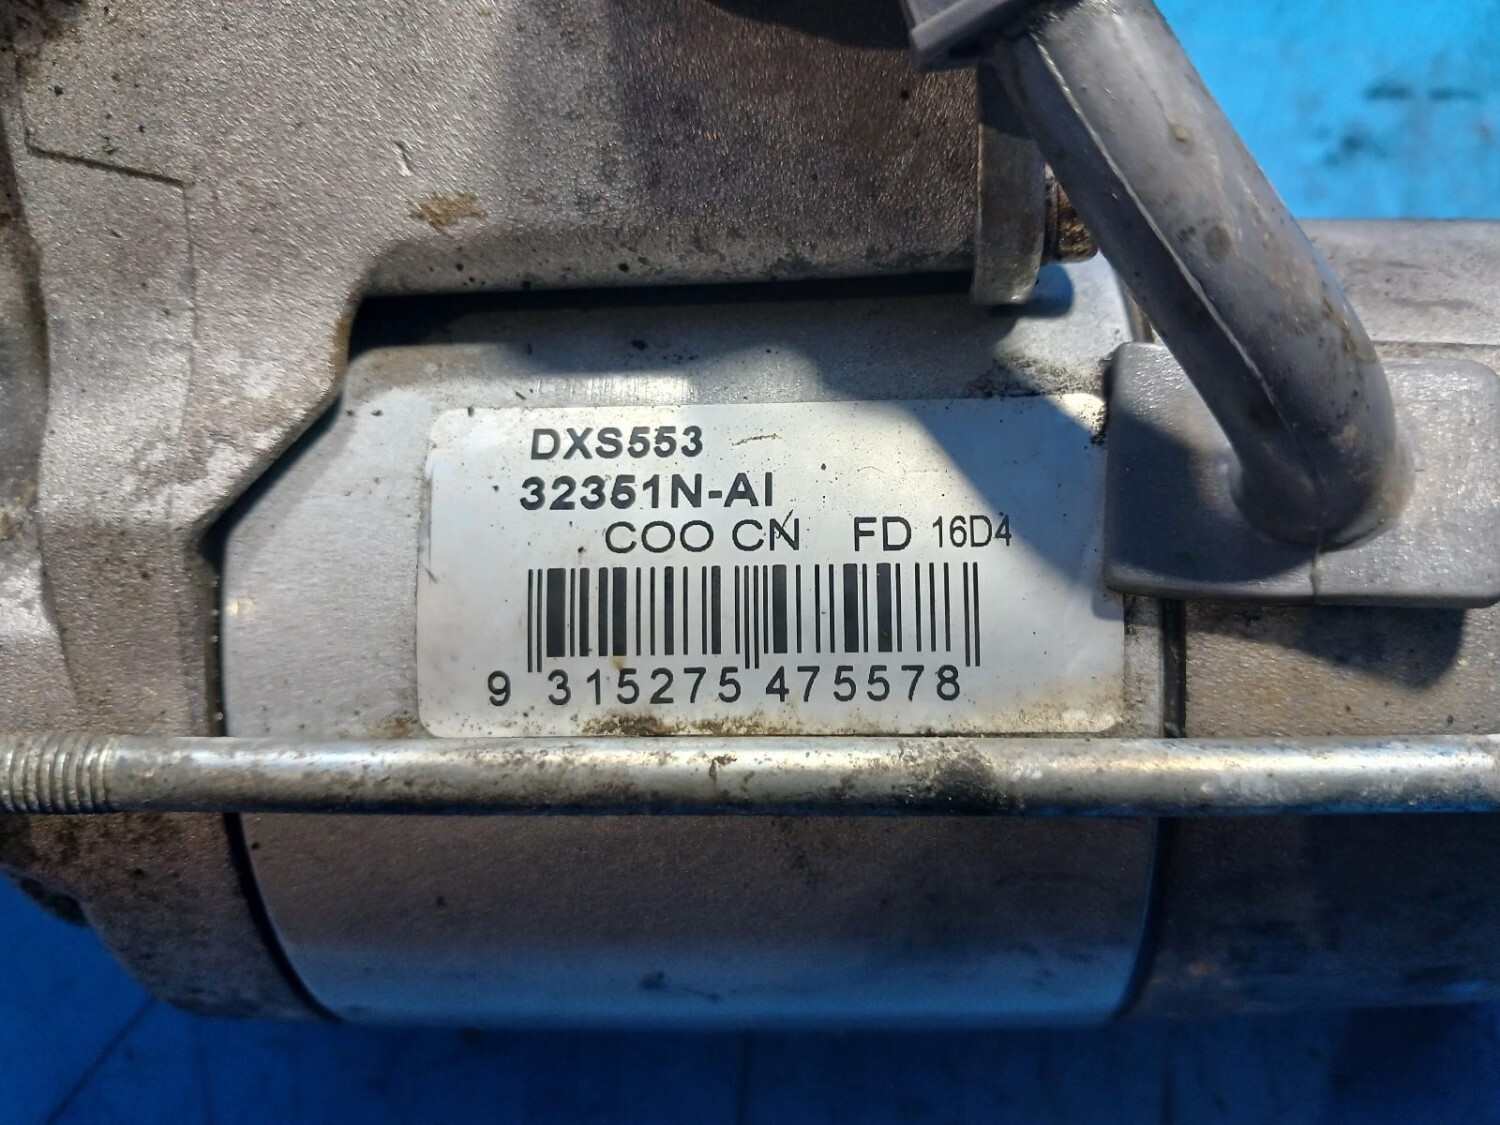 DXS553
32351N-AI
COO CN FD 16D4
9 315275 475578